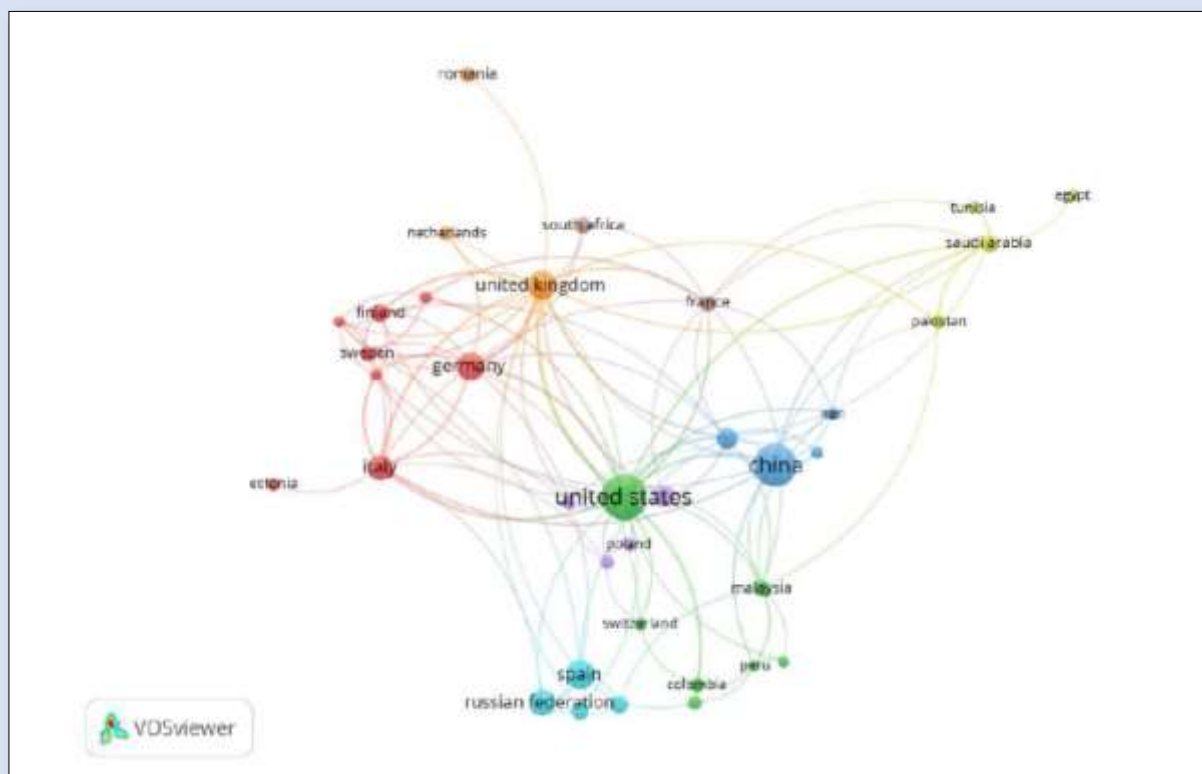 romania
egypt
tunisia
south africa
netherlands
saudi arabia
united kingdom
france
finland
pakistan
sweden
germany
china
italy
estonia
united states
poland
malaysia
switzerland
peru
spain
colombia
russian federation
VOSviewer